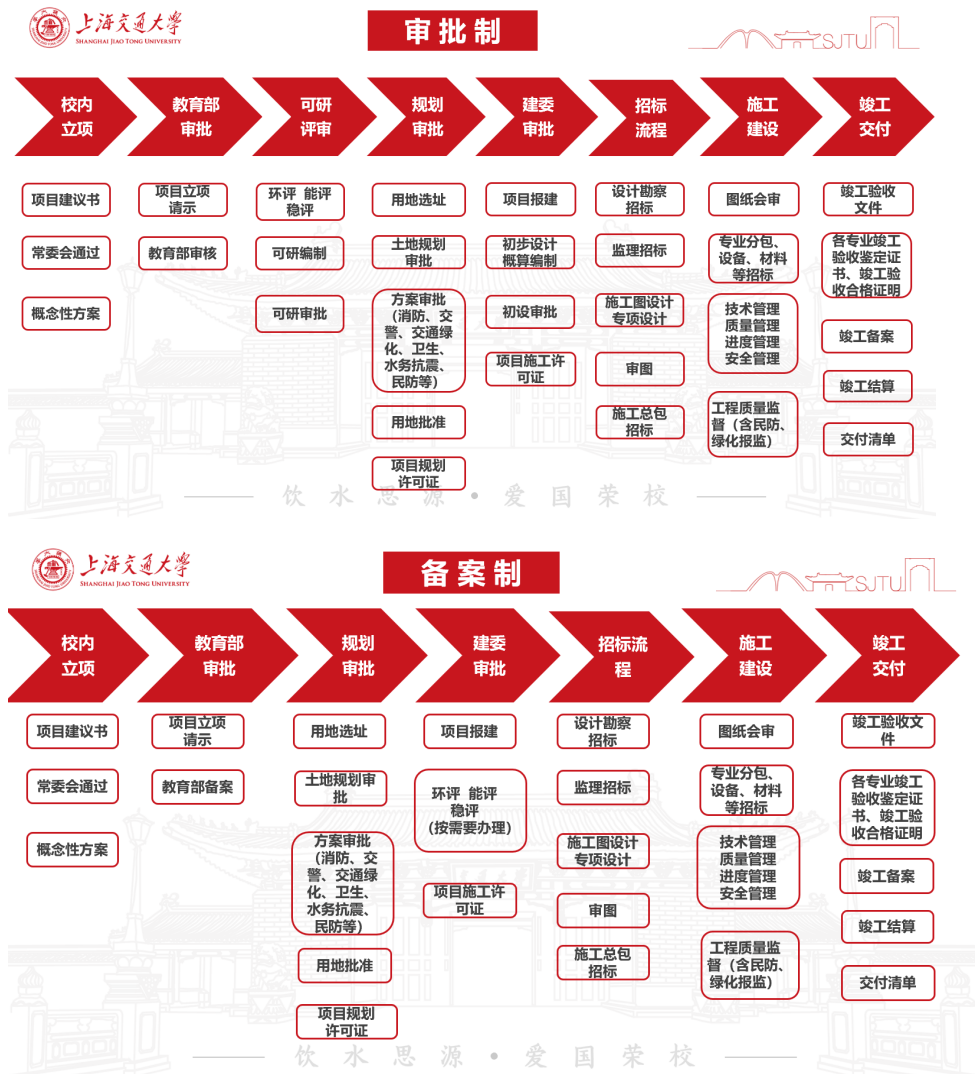 上海交通大学
SHANGHAI JIAO TONG UNIVERSITY
审批制
SJTU
校内
立项
教育部
审批
可研
评审
规划
审批
建委
审批
招标
流程
施工
建设
竣工
交付
项目建议书
常委会通过
概念性方案
项目立项
请示
教育部审核
环评 能评
稳评
可研编制
可研审批
用地选址
土地规划
审批
方案审批
（消防、交
警、交通绿
化、卫生、
水务抗震、
民防等）
用地批准
项目规划
许可证
项目报建
初步设计
概算编制
初设审批
项目施工许
可证
设计勘察
招标
监理招标
施工图设计
专项设计
审图
施工总包
招标
图纸会审
专业分包、
设备、材料
等招标
技术管理
质量管理
进度管理
安全管理
工程质量监
督（含民防、
绿化报监）
竣工验收
文件
各专业竣工
验收鉴定证
书、竣工验
收合格证明
竣工备案
竣工结算
交付清单
饮水思源·爱国荣校
上海交通大学
SHANGHAI JIAO TONG UNIVERSITY
备案制
SJTU
校内
立项
教育部
审批
规划
审批
建委
审批
招标流
程
施工
建设
竣工
交付
项目建议书
常委会通过
概念性方案
项目立项
请示
教育部备案
用地选址
土地规划审
批
方案审批
（消防、交
警、交通绿
化、卫生、
水务抗震、
民防等）
用地批准
项目规划
许可证
项目报建
环评 能评
稳评
（按需要办理）
项目施工许
可证
设计勘察
招标
监理招标
施工图设计
专项设计
审图
施工总包
招标
图纸会审
专业分包、
设备、材料
等招标
技术管理
质量管理
进度管理
安全管理
工程质量监
督（含民防、
绿化报监）
竣工验收文
件
各专业竣工
验收鉴定证
书、竣工验
收合格证明
竣工备案
竣工结算
交付清单
饮水思源·爱国荣校